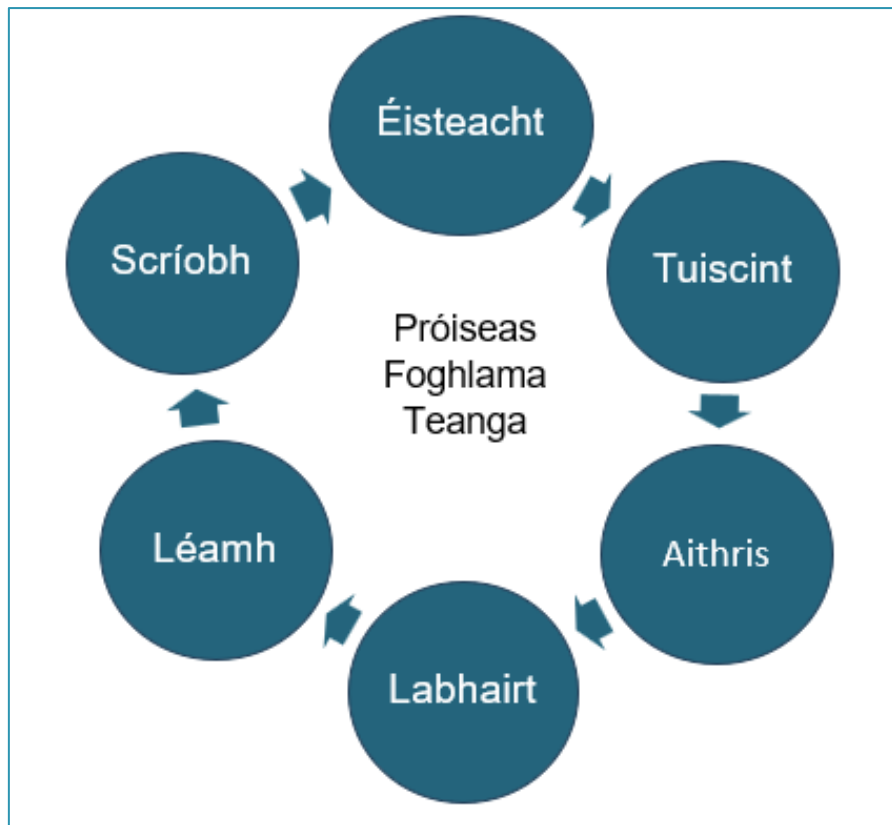 Éisteacht
Tuiscint
Aithris
Labhairt
Léamh
Scríobh
Próiseas
Foghlama
Teanga